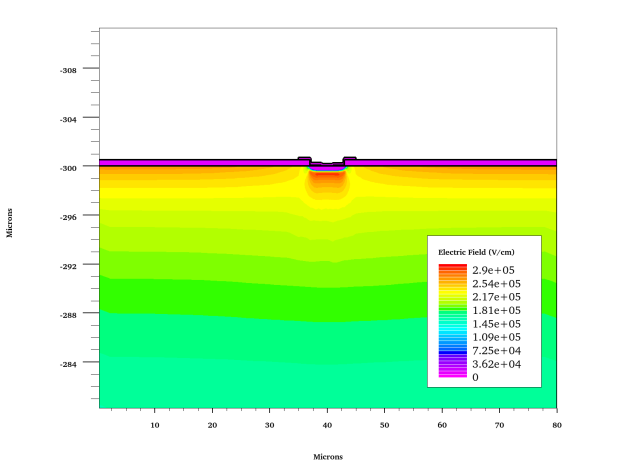 -308
-304
-300
-296
-292
-288
-284
Microns
Electric Field (V/cm)
2.9e+05
2.54e+05
2.17e+05
1.81e+05
1.45e+05
1.09e+05
7.25e+04
3.62e+04
0
10 20 30 40 50 60 70 80
Microns